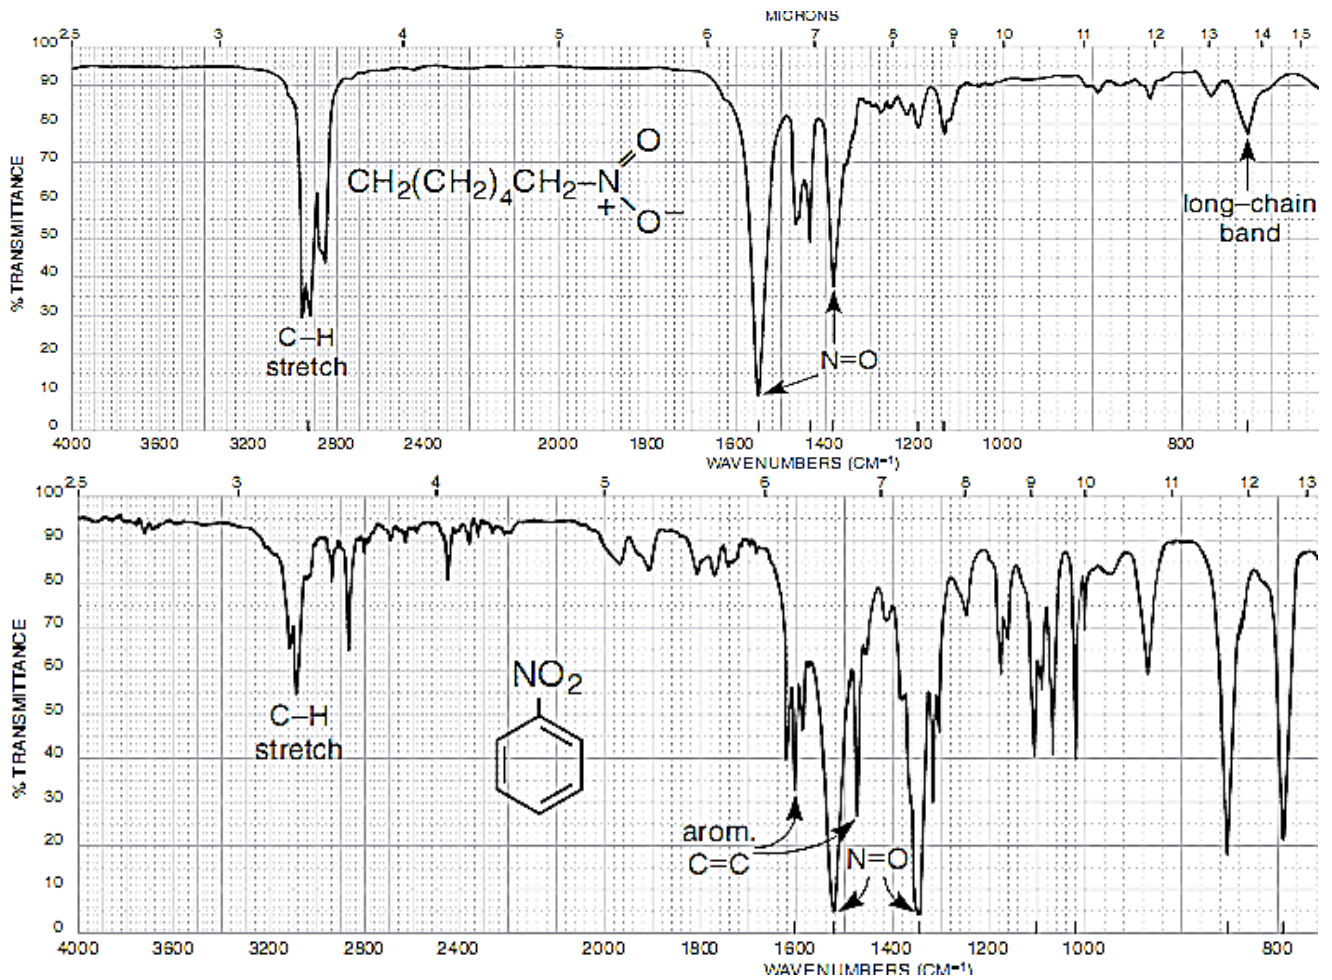 MICRONS
2.5 3 4 5 6 7 8 9 10 11 12 13 14 15
100
90
80
70
60
50
40
30
20
10
0
% TRANSMITTANCE
O
CH2(CH2)4CH2–N
+
O–
C–H
stretch
N=O
long–chain
band
4000 3600 3200 2800 2400 2000 1800 1600 1400 1200 1000 800
WAVENUMBERS (CM-1)
2.5 3 4 5 6 7 8 9 10 11 12 13
100
90
80
70
60
50
40
30
20
10
0
% TRANSMITTANCE
NO2
C–H
stretch
arom.
C=C
N=O
4000 3600 3200 2800 2400 2000 1800 1600 1400 1200 1000 800
WAVENUMBERS (CM-1)